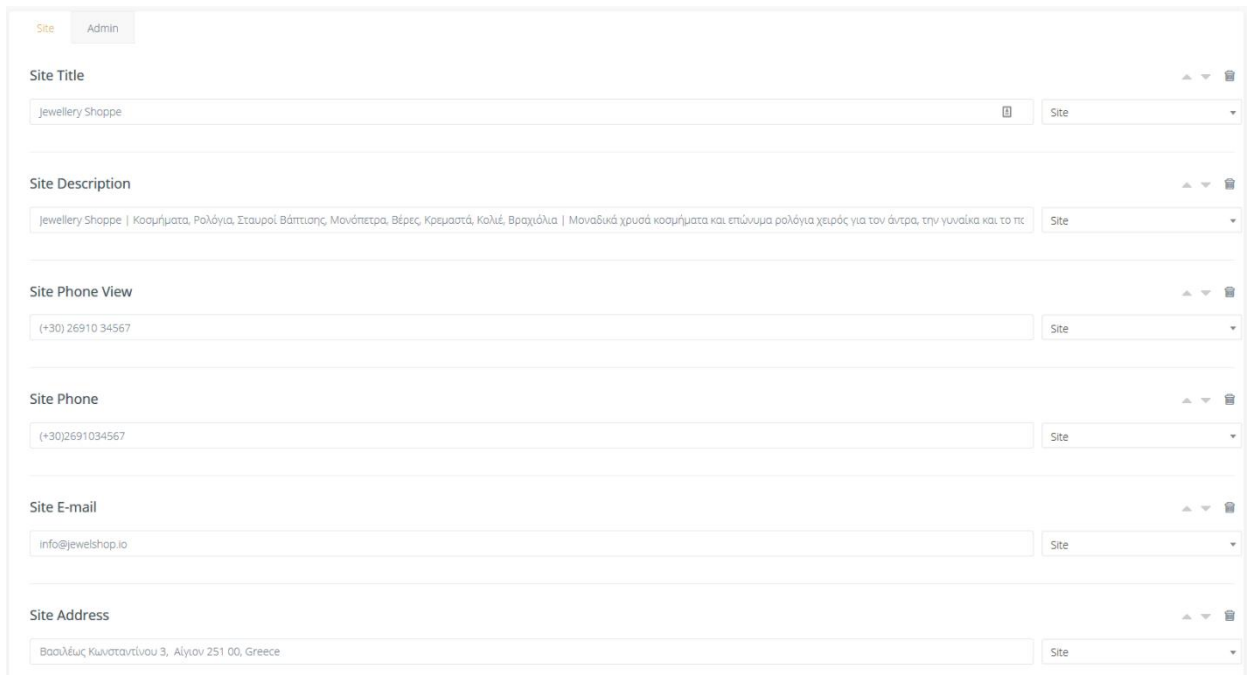 Site Admin
Site Title
Jewellery Shoppe Site
Site Description
Jewellery Shoppe | Κοσμήματα, Ρολόγια, Σταυροί Βάπτισης, Μονόπετρα, Βέρες, Κρεμαστά, Κολιέ, Βραχιόλια | Μοναδικά χρυσά κοσμήματα και επώνυμα ρολόγια χειρός για τον άντρα, την γυναίκα και το Site
Site Phone View
(+30) 26910 34567 Site
Site Phone
(+30)2691034567 Site
Site E-mail
info@jewelshop.io Site
Site Address
Βασιλέως Κωνσταντίνου 3, Αίγιον 251 00, Greece Site